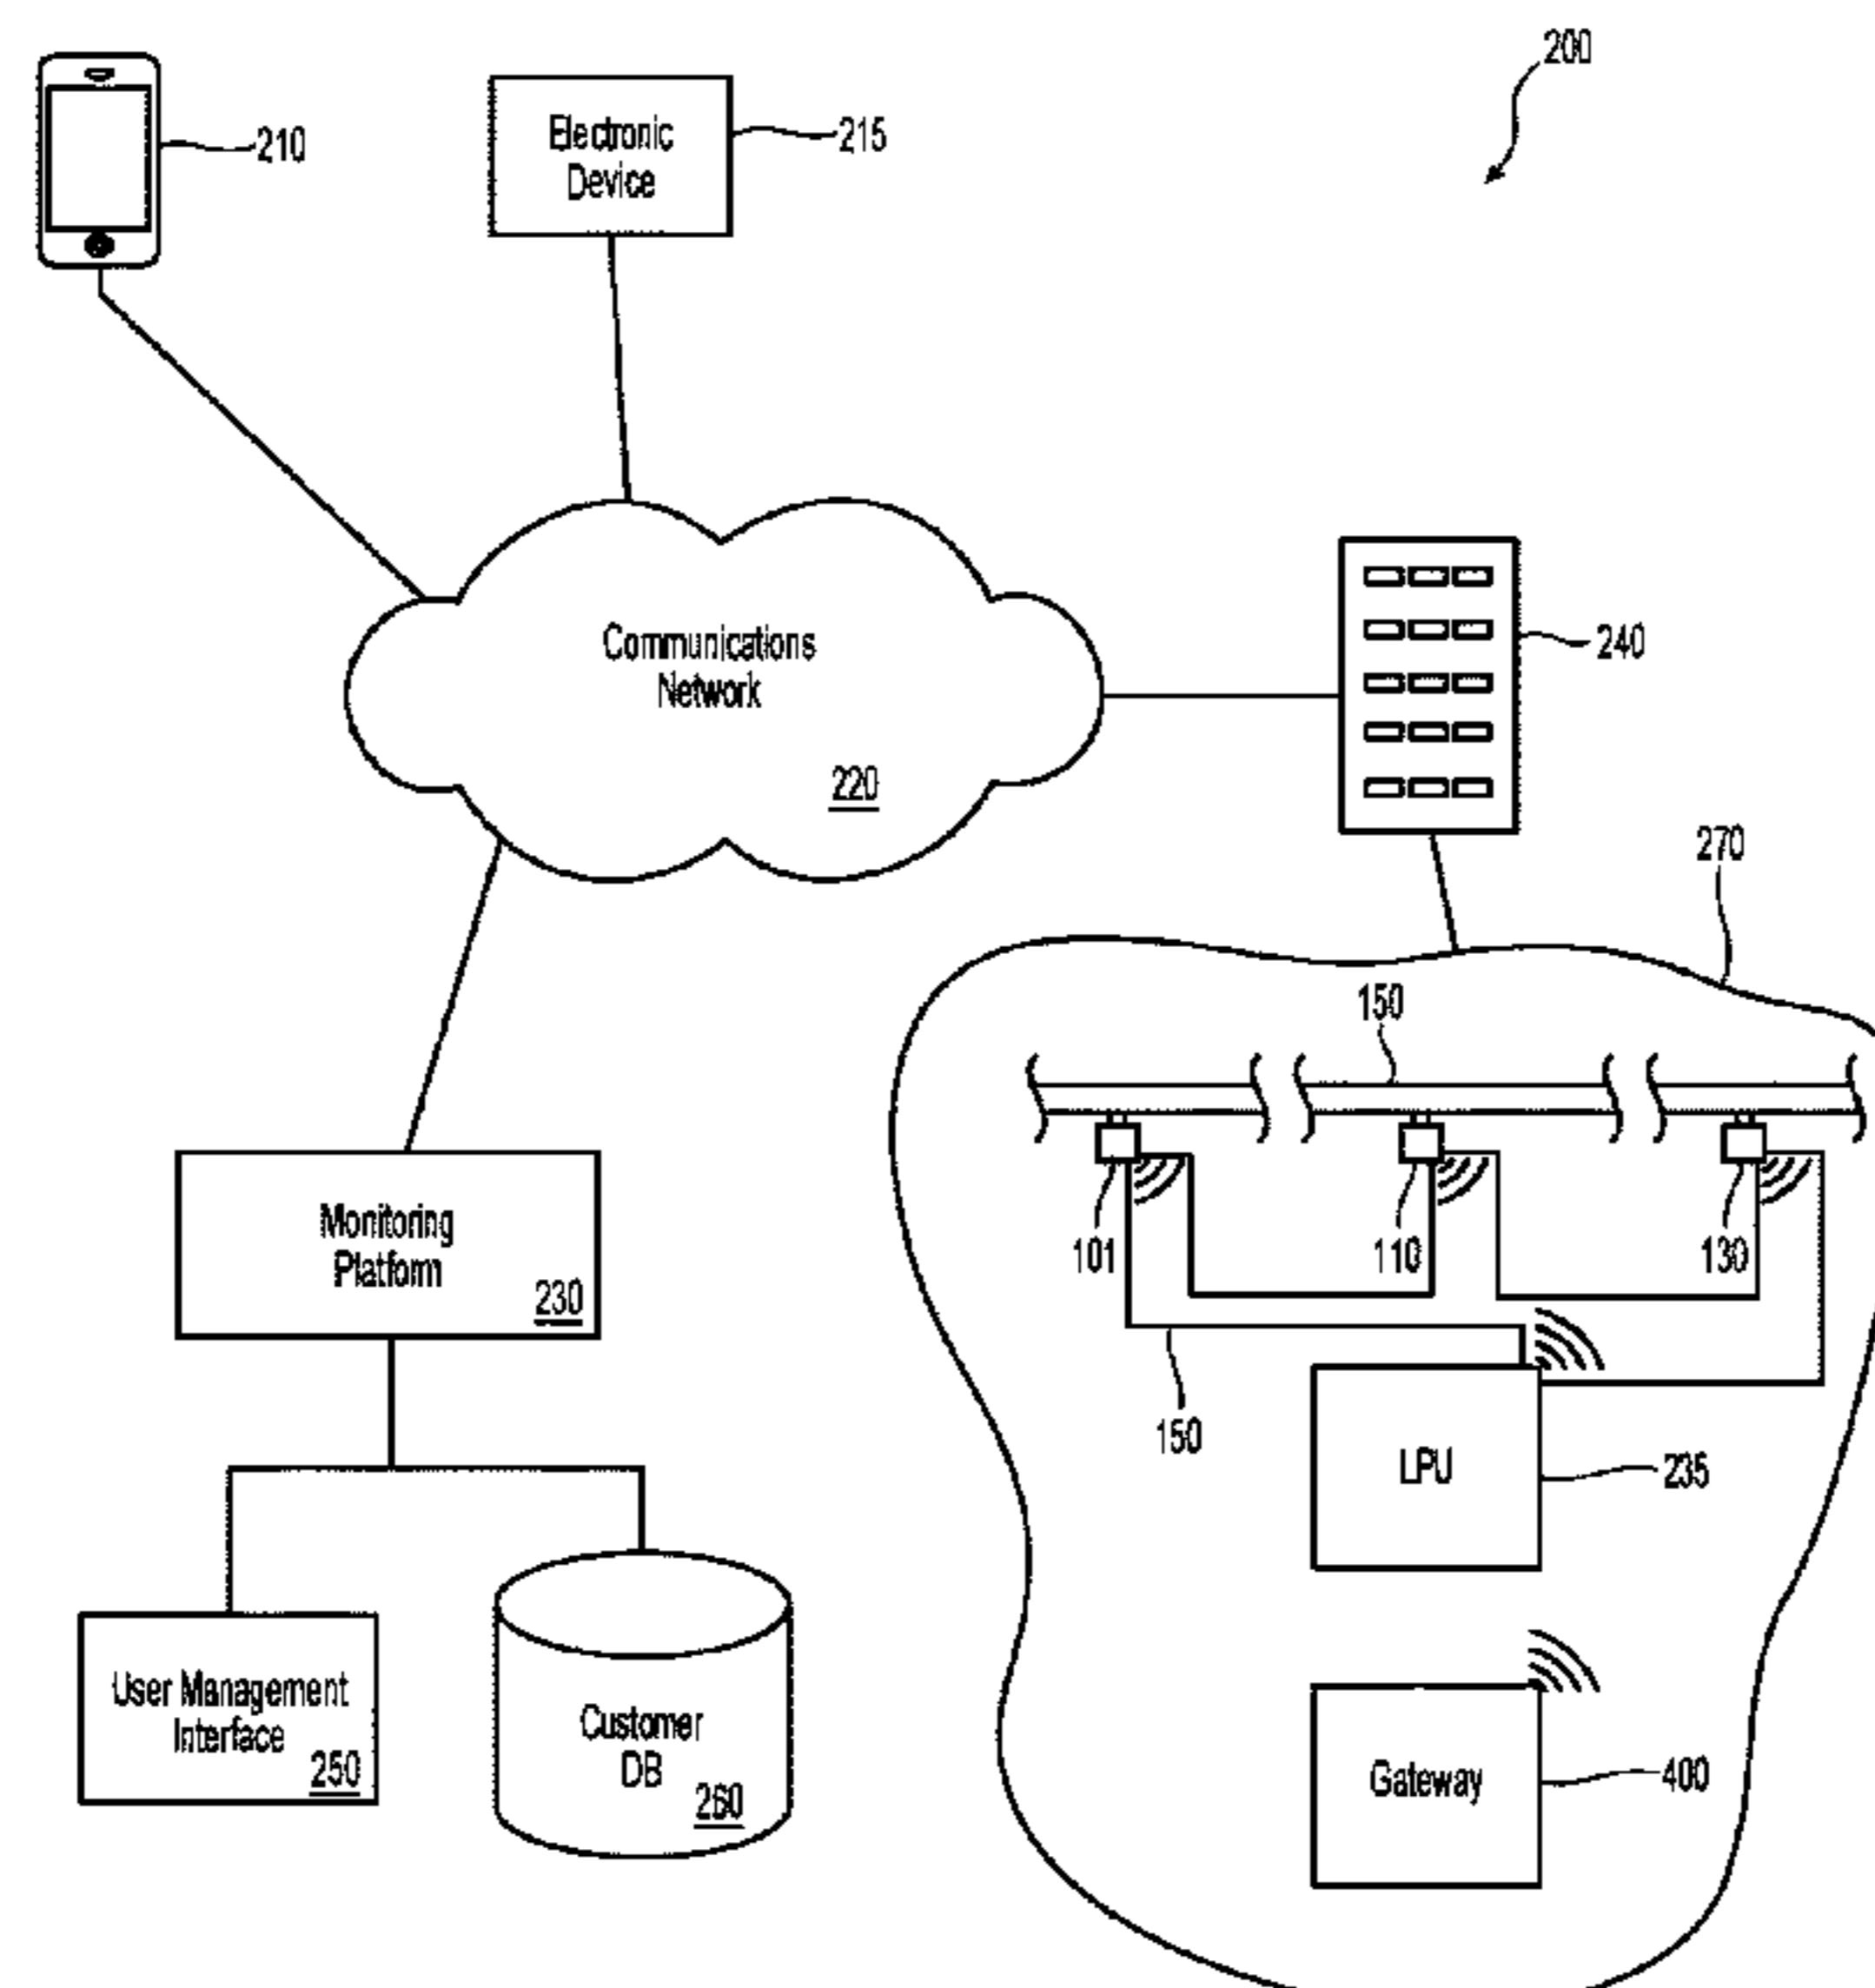 200
210
Electronic
Device
215
Communications
Network
220
240
270
150
101
110
130
150
Monitoring
Platform
230
LPU
235
User Management
Interface
250
Customer
DB
260
Gateway
400